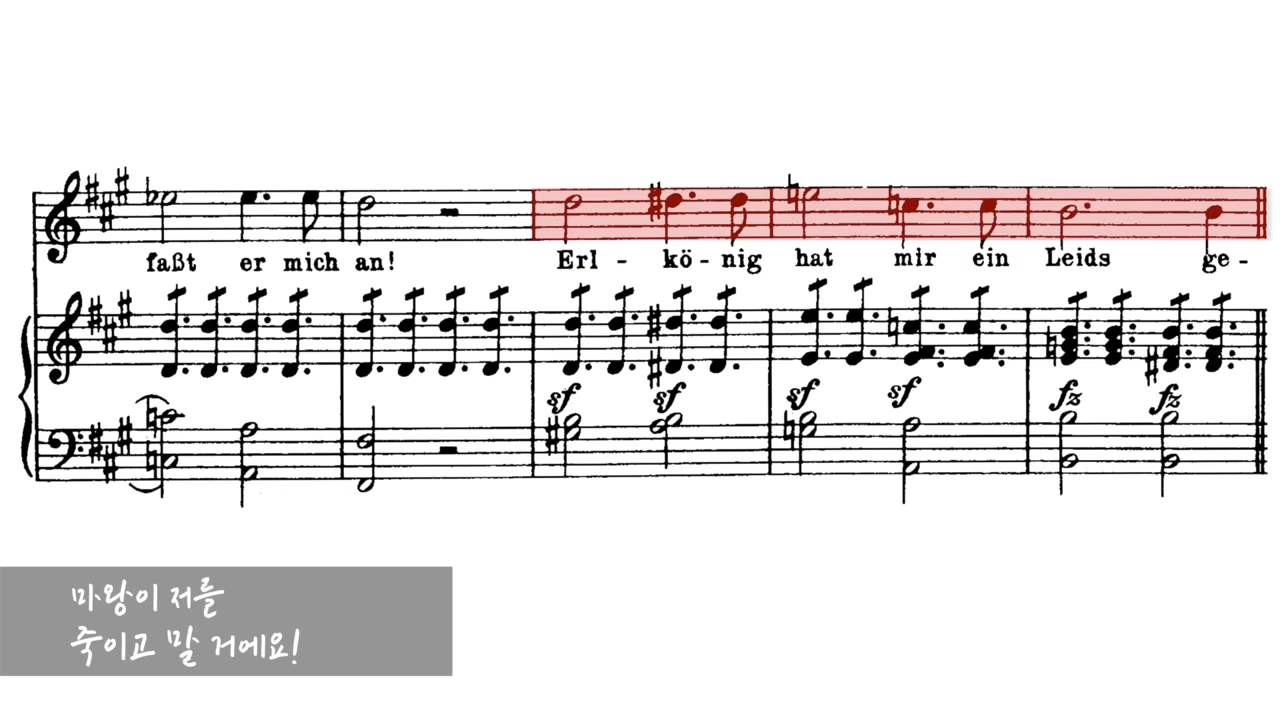 faßt er mich an! Erl - kö - nig hat mir ein Leids ge -
sf sf sf sf fz fz
마왕이 저를
죽이고 말 거에요!